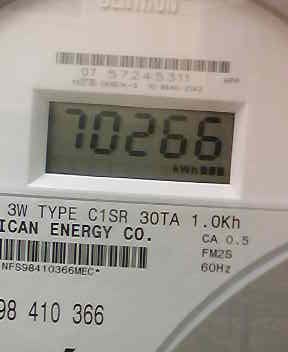 CENTRON
07 57245311
70266
kWh
3W TYPE C1SR 30TA 1.0Kh
ICAN ENERGY CO.
CA 0.5
FM2S
60Hz
NFS98410366MEC*
98 410 366